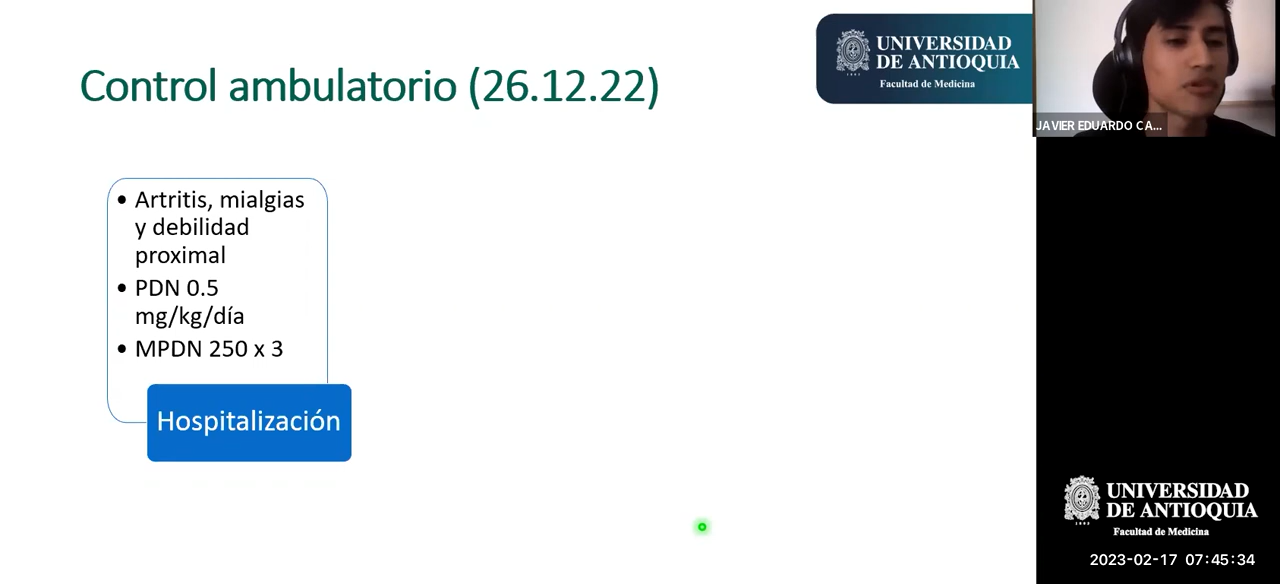 Control ambulatorio (26.12.22)
UNIVERSIDAD
DE ANTIOQUIA
1803
Facultad de Medicina
JAVIER EDUARDO CA...
• Artritis, mialgias
y debilidad
proximal
• PDN 0.5
mg/kg/día
• MPDN 250 x 3
Hospitalización
UNIVERSIDAD
DE ANTIOQUIA
1803
Facultad de Medicina
2023-02-17 07:45:34